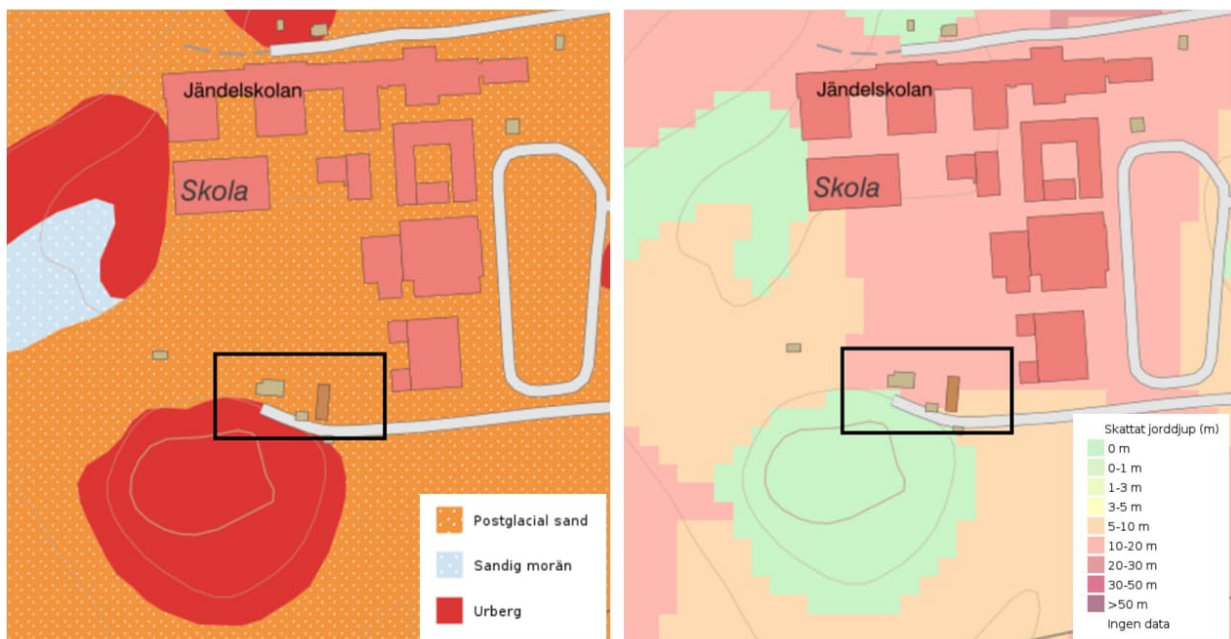 Jändelskolan
Skola
Postglacial sand
Sandig morän
Urberg
Jändelskolan
Skola
Skattat jorddjup (m)
0 m
0-1 m
1-3 m
3-5 m
5-10 m
10-20 m
20-30 m
30-50 m
>50 m
Ingen data